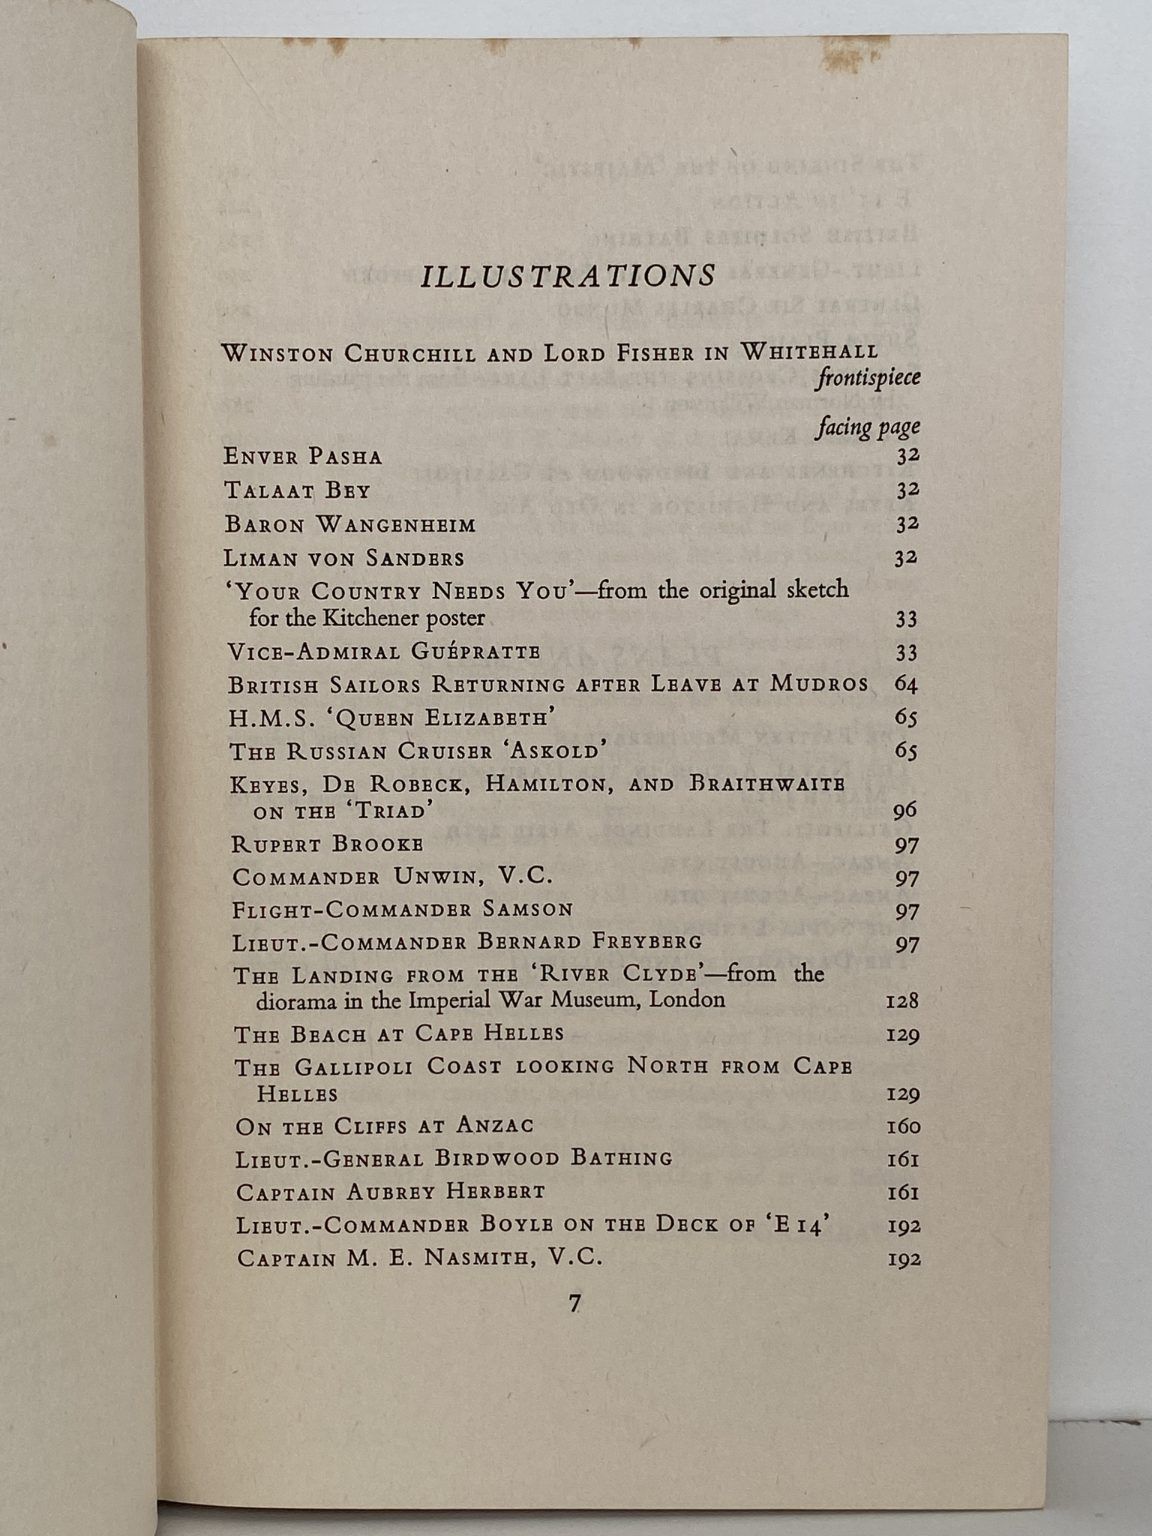 ILLUSTRATIONS
WINSTON CHURCHILL AND LORD FISHER IN WHITEHALL
frontispiece
facing page
ENVER PASHA 32
TALAAT BEY 32
BARON WANGENHEIM 32
LIMAN VON SANDERS 32
‘YOUR COUNTRY NEEDS YOU’—from the original sketch
for the Kitchener poster 33
VICE-ADMIRAL GUÉPRATTE 33
BRITISH SAILORS RETURNING AFTER LEAVE AT MUDROS 64
H.M.S. ‘QUEEN ELIZABETH’ 65
THE RUSSIAN CRUISER ‘ASKOLD’ 65
KEYES, DE ROBECK, HAMILTON, AND BRAITHWAITE
ON THE ‘TRIAD’ 96
RUPERT BROOKE 97
COMMANDER UNWIN, V.C. 97
FLIGHT-COMMANDER SAMSON 97
LIEUT.-COMMANDER BERNARD FREYBERG 97
THE LANDING FROM THE ‘RIVER CLYDE’—from the
diorama in the Imperial War Museum, London 128
THE BEACH AT CAPE HELLES 129
THE GALLIPOLI COAST LOOKING NORTH FROM CAPE
HELLES 129
ON THE CLIFFS AT ANZAC 160
LIEUT.-GENERAL BIRDWOOD BATHING 161
CAPTAIN AUBREY HERBERT 161
LIEUT.-COMMANDER BOYLE ON THE DECK OF ‘E 14’ 192
CAPTAIN M. E. NASMITH, V.C. 192
7